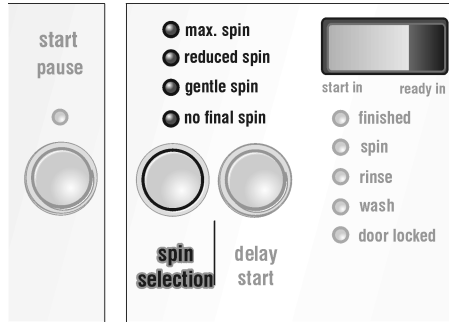 start
pause
max. spin
reduced spin
gentle spin
no final spin
spin
selection
delay
start
start in
ready in
finished
spin
rinse
wash
door locked